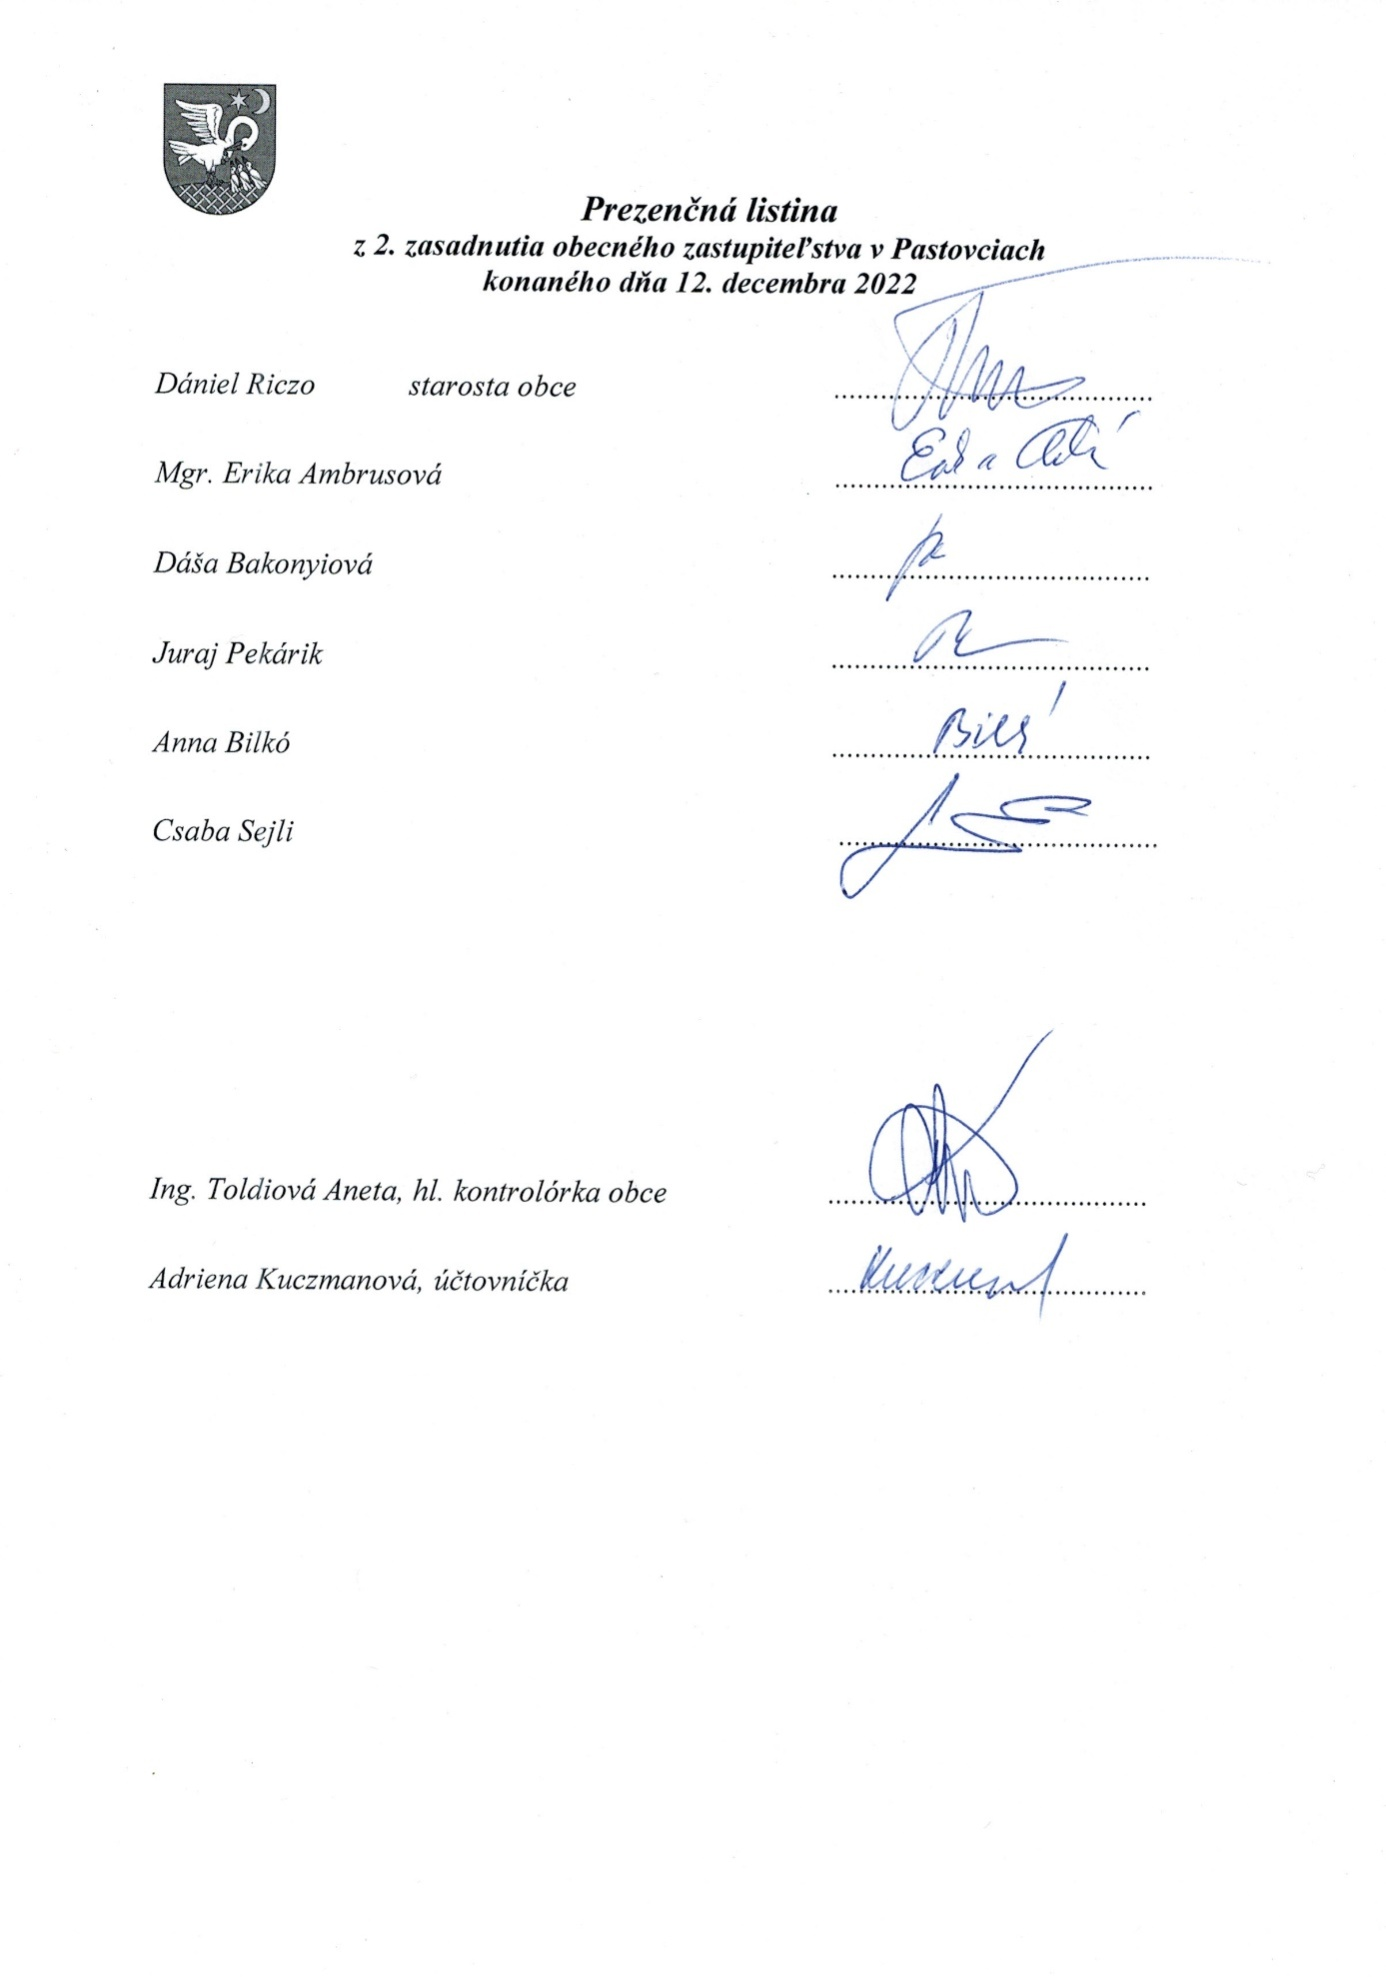 Prezenčná listina
z 2. zasadnutia obecného zastupiteľstva v Pastovciach
konaného dňa 12. decembra 2022
Dániel Riczo starosta obce
Mgr. Erika Ambrusová
Dáša Bakonyiová
Juraj Pekárik
Anna Bilkó
Csaba Sejli
Ing. Toldiová Aneta, hl. kontrolórka obce
Adriena Kuczmanová, účtovníčka